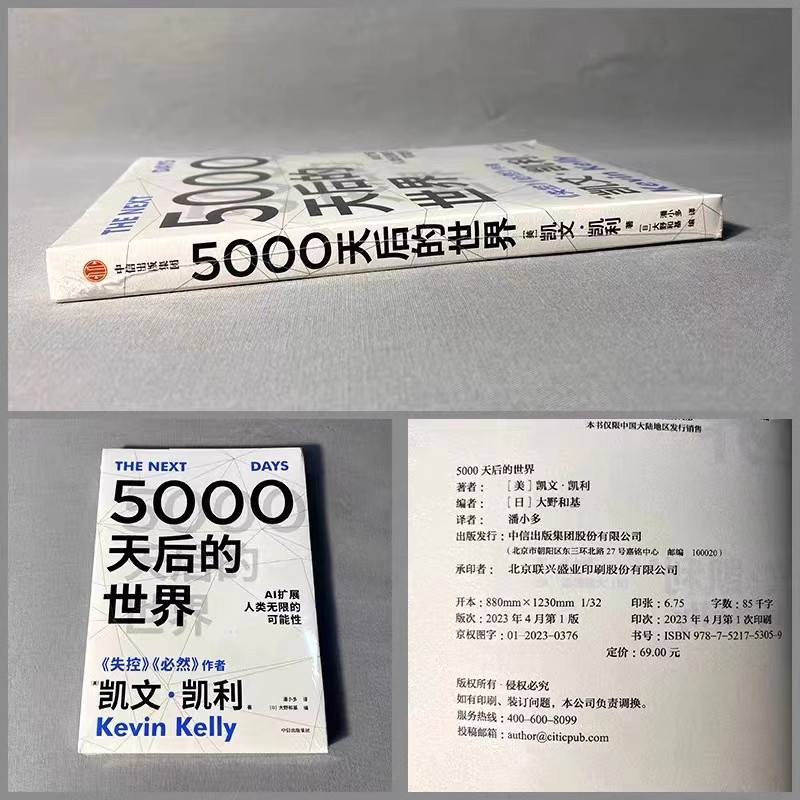 THE NEXT DAYS
5000
天后的
世界
Kevin Kelly
中信出版集团 5000天后的世界 [美] 凯文·凯利 著 潘小多 译 [日]大野和基 编
THE NEXT DAYS
5000
天后的
世界
AI扩展
人类无限的
可能性
《失控》《必然》作者
[美]凯文·凯利 著
Kevin Kelly
潘小多 译
[日]大野和基 编
中信出版集团
本书仅限中国大陆地区发行销售
5000 天后的世界
著者: [美] 凯文·凯利
编者: [日] 大野和基
译者: 潘小多
出版发行: 中信出版集团股份有限公司
(北京市朝阳区东三环北路 27 号嘉铭中心 邮编 100020)
承印者: 北京联兴盛业印刷股份有限公司
开本: 880mm×1230mm 1/32 印张: 6.75 字数: 85 千字
版次: 2023 年 4 月第 1 版 印次: 2023 年 4 月第 1 次印刷
京权图字: 01-2023-0376 书号: ISBN 978-7-5217-5305-9
定价: 69.00 元
版权所有·侵权必究
如有印刷、装订问题, 本公司负责调换。
服务热线: 400-600-8099
投稿邮箱: author@citicpub.com